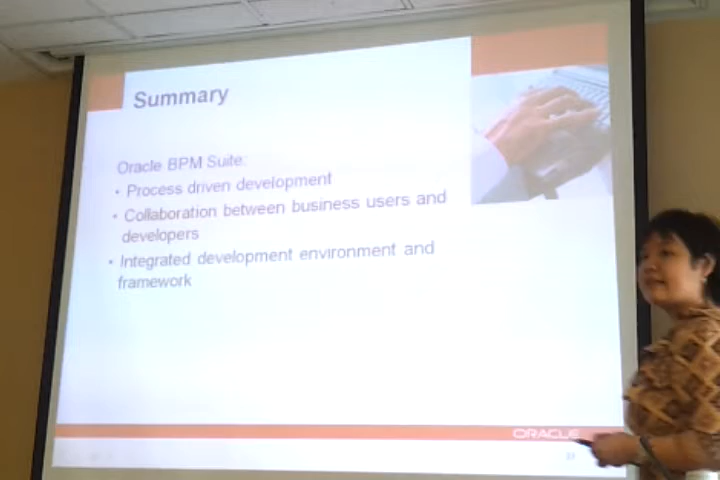 Summary
Oracle BPM Suite:
• Process driven development
• Collaboration between business users and
developers
• Integrated development environment and
framework
ORACLE